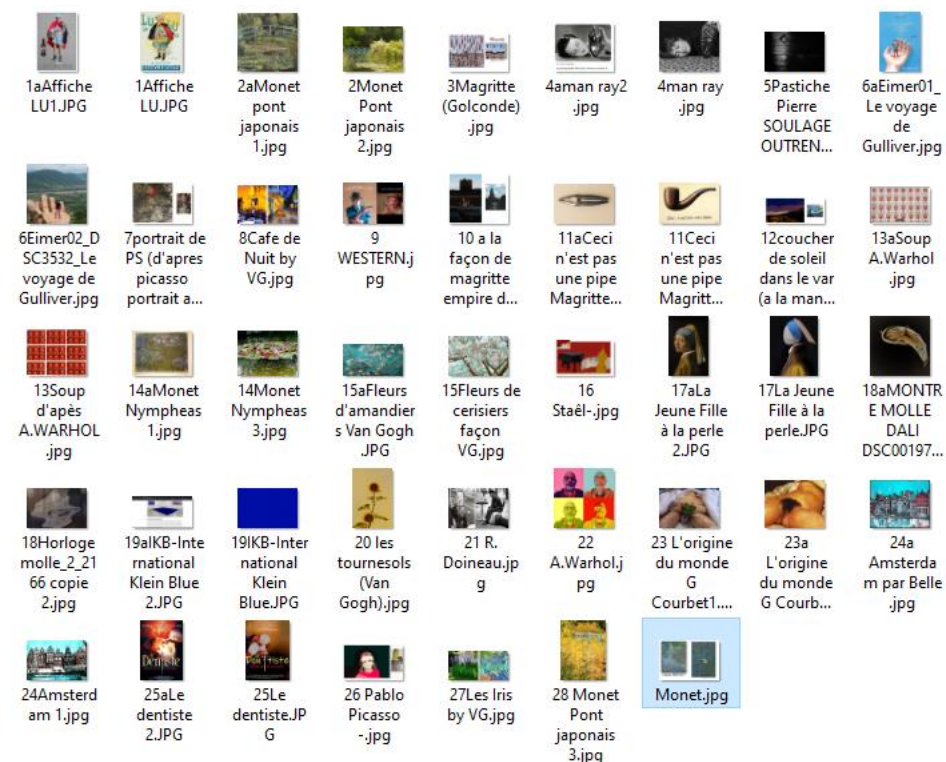 1aAffiche
LU1.JPG
1Affiche
LU.JPG
2aMonet
pont
japonais
1.jpg
2Monet
Pont
japonais
2.jpg
3Magritte
(Golconde)
.jpg
4aman ray2
.jpg
4man ray
.jpg
5Pastiche
Pierre
SOULAGE
OUTREN...
6aEimer01_
Le voyage
de
Gulliver.jpg
6Eimer02_D
SC3532_Le
voyage de
Gulliver.jpg
7portrait de
PS (d'apres
picasso
portrait a...
8Cafe de
Nuit by
VG.jpg
9
WESTERN.j
pg
10 a la
façon de
magritte
empire d...
11aCeci
n'est pas
une pipe
Magritte...
11Ceci
n'est pas
une pipe
Magritt...
12coucher
de soleil
dans le var
(a la man...
13aSoup
A.Warhol
.jpg
13Soup
d'apès
A.WARHOL
.jpg
14aMonet
Nympheas
1.jpg
14Monet
Nympheas
3.jpg
15aFleurs
d'amandier
s Van Gogh
.JPG
15Fleurs de
cerisiers
façon
VG.jpg
16
Staêl-.jpg
17aLa
Jeune Fille
à la perle
2.JPG
17La Jeune
Fille à la
perle.JPG
18aMONTR
E MOLLE
DALI
DSC00197...
18Horloge
molle_2_21
66 copie
2.jpg
19aIKB-Inte
rnational
Klein Blue
2.JPG
19IKB-Inter
national
Klein
Blue.JPG
20 les
tournesols
(Van
Gogh).jpg
21 R.
Doineau.jp
g
22
A.Warhol.j
pg
23 L'origine
du monde
G
Courbet1....
23a
L'origine
du monde
G Courb...
24a
Amsterda
m par Belle
.jpg
24Amsterd
am 1.jpg
25aLe
dentiste
2.JPG
25Le
dentiste.JP
G
26 Pablo
Picasso
-.jpg
27Les Iris
by VG.jpg
28 Monet
Pont
japonais
3.jpg
Monet.jpg